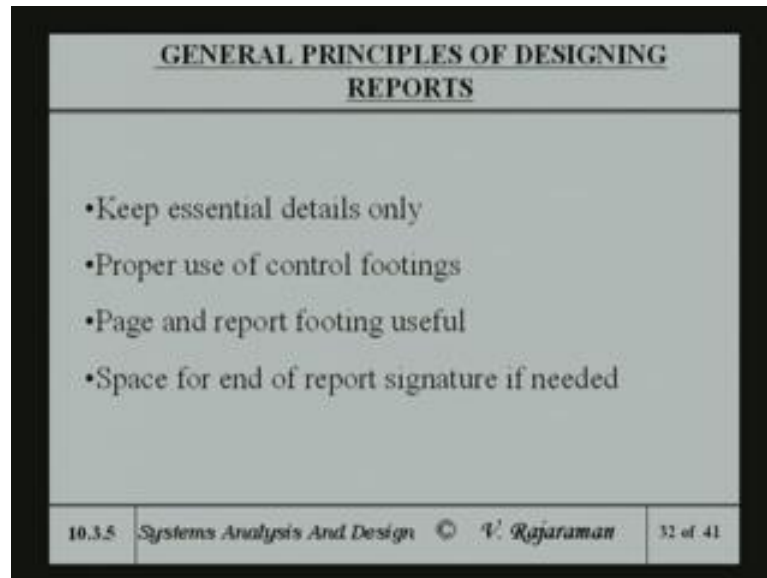 GENERAL PRINCIPLES OF DESIGNING
REPORTS
•Keep essential details only
•Proper use of control footings
•Page and report footing useful
•Space for end of report signature if needed
10.3.5 Systems Analysis And Design © V. Rajaraman 32 of 41